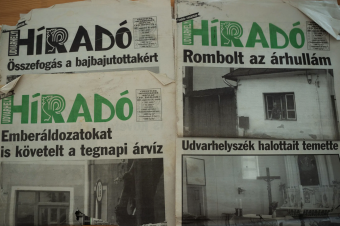 HÍRADÓ
Összefogás a bajbajutottakért
HÍRADÓ
Rombolt az árhullám
HÍRADÓ
Emberáldozatokat
is követelt a tegnapi árvíz
Udvarhelyszék halottait temette